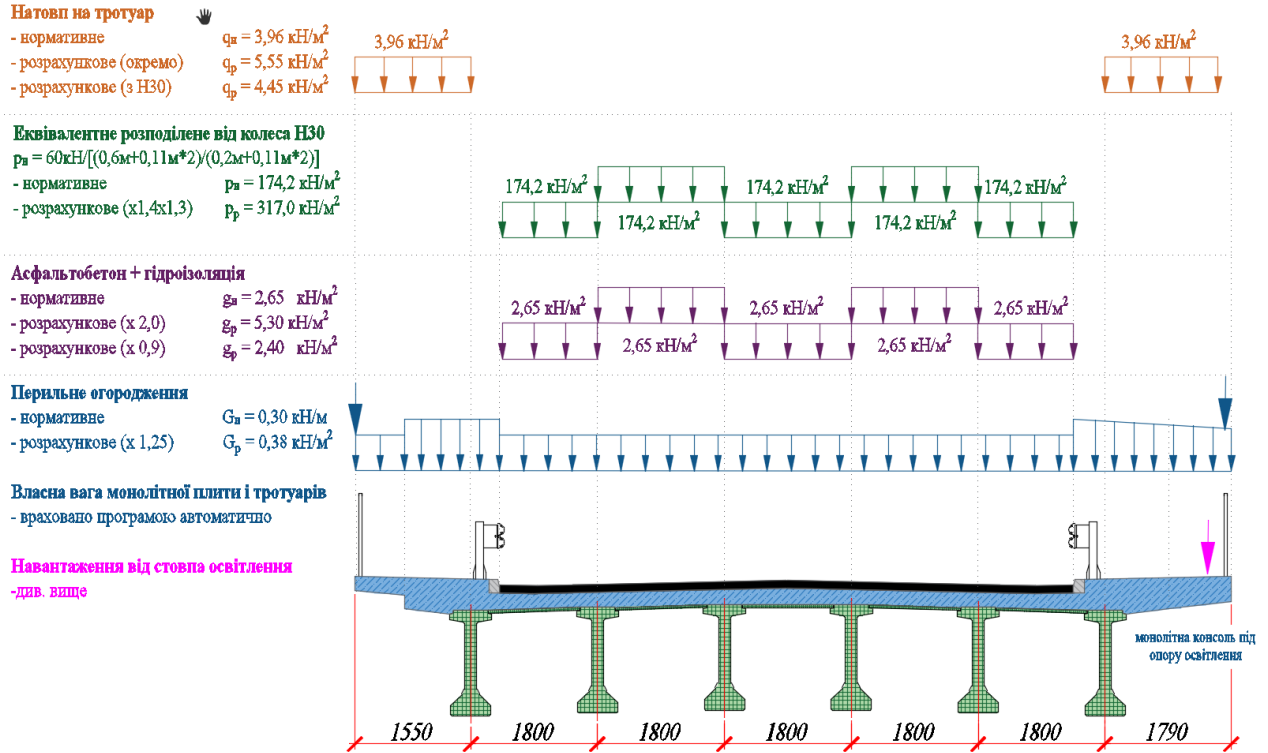 Натовп на тротуар
- нормативне qн = 3,96 кН/м²
- розрахункове (окремо) qр = 5,55 кН/м²
- розрахункове (з Н30) qр = 4,45 кН/м²
3,96 кН/м²
3,96 кН/м²
Еквівалентне розподілене від колеса Н30
pн = 60кН/[(0,6м+0,11м*2)/(0,2м+0,11м*2)]
- нормативне pн = 174,2 кН/м²
- розрахункове (х1,4х1,3) pр = 317,0 кН/м²
174,2 кН/м²
174,2 кН/м²
174,2 кН/м²
174,2 кН/м²
174,2 кН/м²
Асфальтобетон + гідроізоляція
- нормативне gн = 2,65 кН/м²
- розрахункове (х 2,0) gр = 5,30 кН/м²
- розрахункове (х 0,9) gр = 2,40 кН/м²
2,65 кН/м²
2,65 кН/м²
2,65 кН/м²
2,65 кН/м²
2,65 кН/м²
Перильне огородження
- нормативне Gн = 0,30 кН/м
- розрахункове (х 1,25) Gр = 0,38 кН/м²
Власна вага монолітної плити і тротуарів
- враховано програмою автоматично
Навантаження від стовпа освітлення
-див. вище
монолітна консоль під
опору освітлення
1550 1800 1800 1800 1800 1800 1790